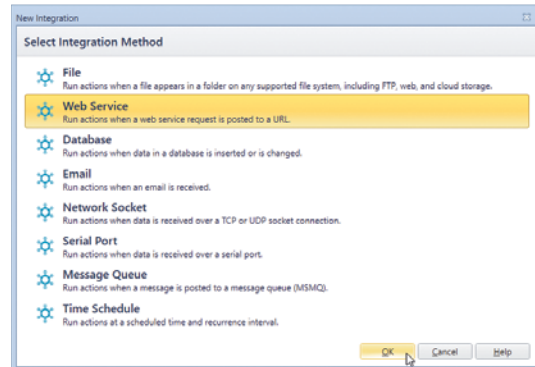 New Integration
Select Integration Method
File
Run actions when a file appears in a folder on any supported file system, including FTP, web, and cloud storage.
Web Service
Run actions when a web service request is posted to a URL.
Database
Run actions when data in a database is inserted or is changed.
Email
Run actions when an email is received.
Network Socket
Run actions when data is received over a TCP or UDP socket connection.
Serial Port
Run actions when data is received over a serial port.
Message Queue
Run actions when a message is posted to a message queue (MSMQ).
Time Schedule
Run actions at a scheduled time and recurrence interval.
OK Cancel Help